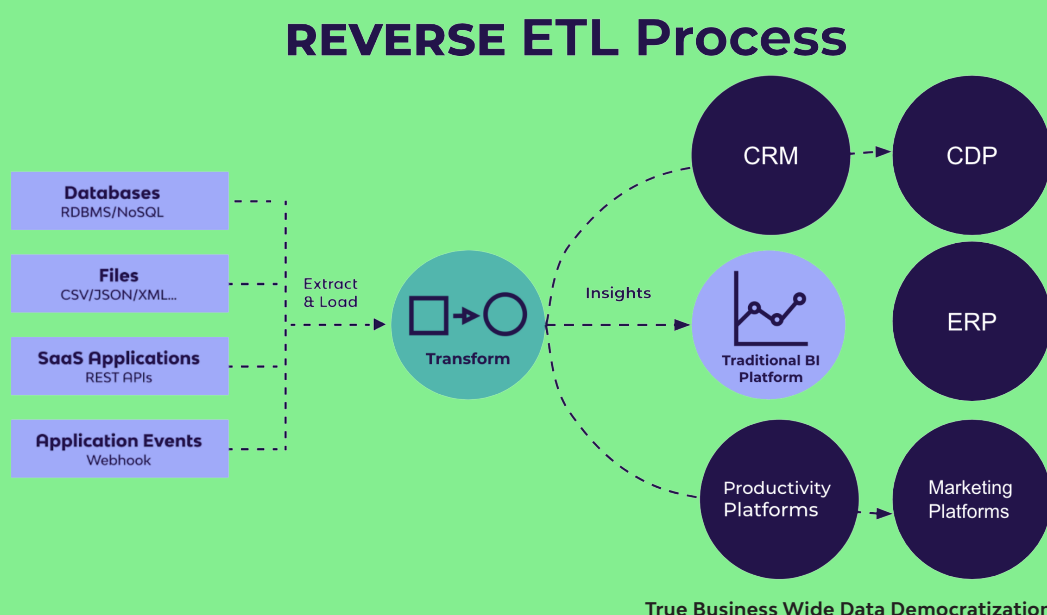 REVERSE ETL Process
Databases
RDBMS/NoSQL
Files
CSV/JSON/XML...
SaaS Applications
REST APIs
Application Events
Webhook
Extract
& Load
Transform
Insights
CRM
CDP
Traditional BI
Platform
ERP
Productivity
Platforms
Marketing
Platforms
True Business Wide Data Democratization